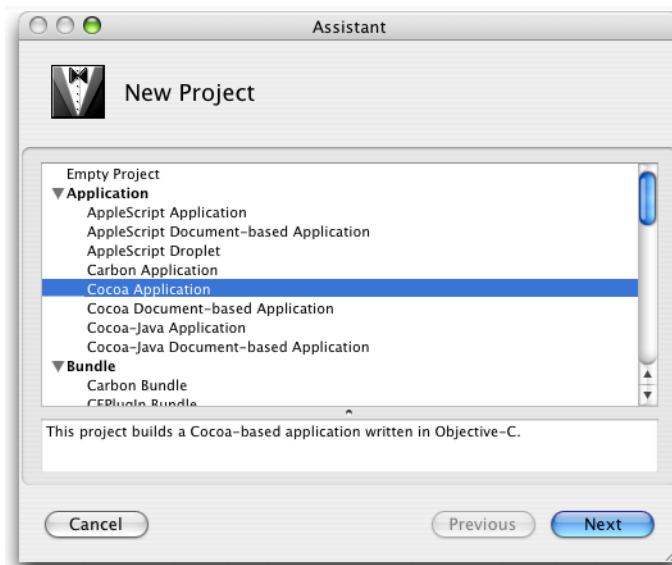 Assistant
New Project
Empty Project
Application
AppleScript Application
AppleScript Document-based Application
AppleScript Droplet
Carbon Application
Cocoa Application
Cocoa Document-based Application
Cocoa-Java Application
Cocoa-Java Document-based Application
Bundle
Carbon Bundle
CFPlugIn Bundle
This project builds a Cocoa-based application written in Objective-C.
Cancel
Previous
Next